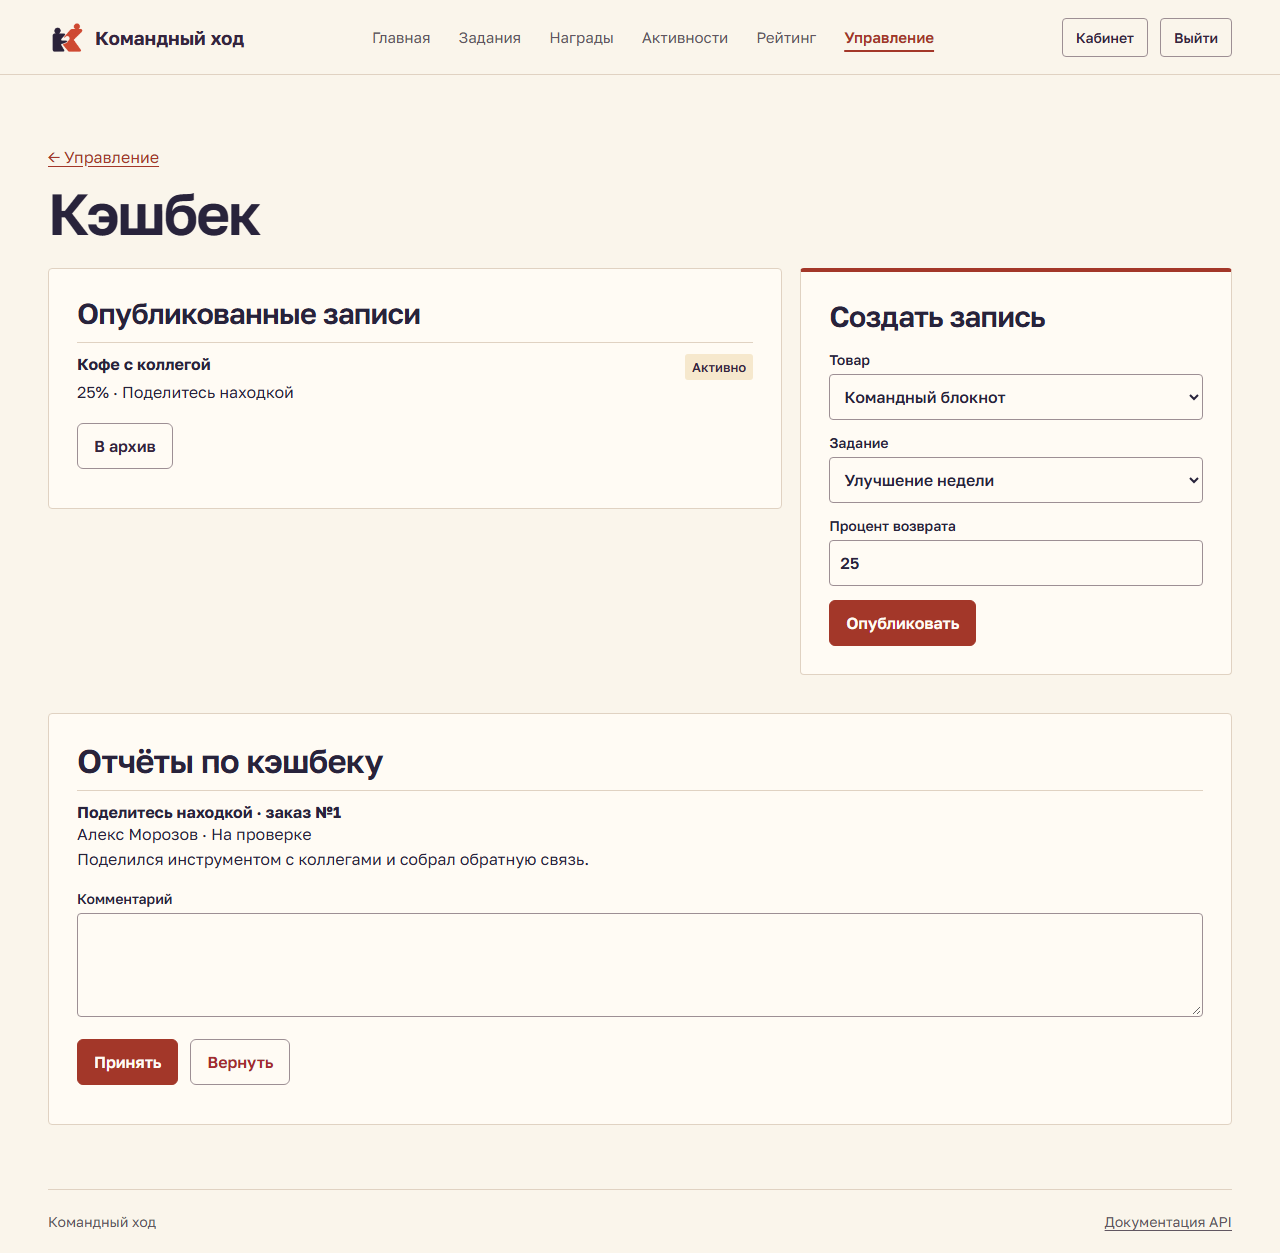 Командный ход
Главная
Задания
Награды
Активности
Рейтинг
Управление
Кабинет
Выйти
← Управление
Кэшбек
Опубликованные записи
Кофе с коллегой
Активно
25% · Поделитесь находкой
В архив
Создать запись
Товар
Командный блокнот
Задание
Улучшение недели
Процент возврата
25
Опубликовать
Отчёты по кэшбеку
Поделитесь находкой · заказ №1
Алекс Морозов · На проверке
Поделился инструментом с коллегами и собрал обратную связь.
Комментарий
Принять
Вернуть
Командный ход
Документация API